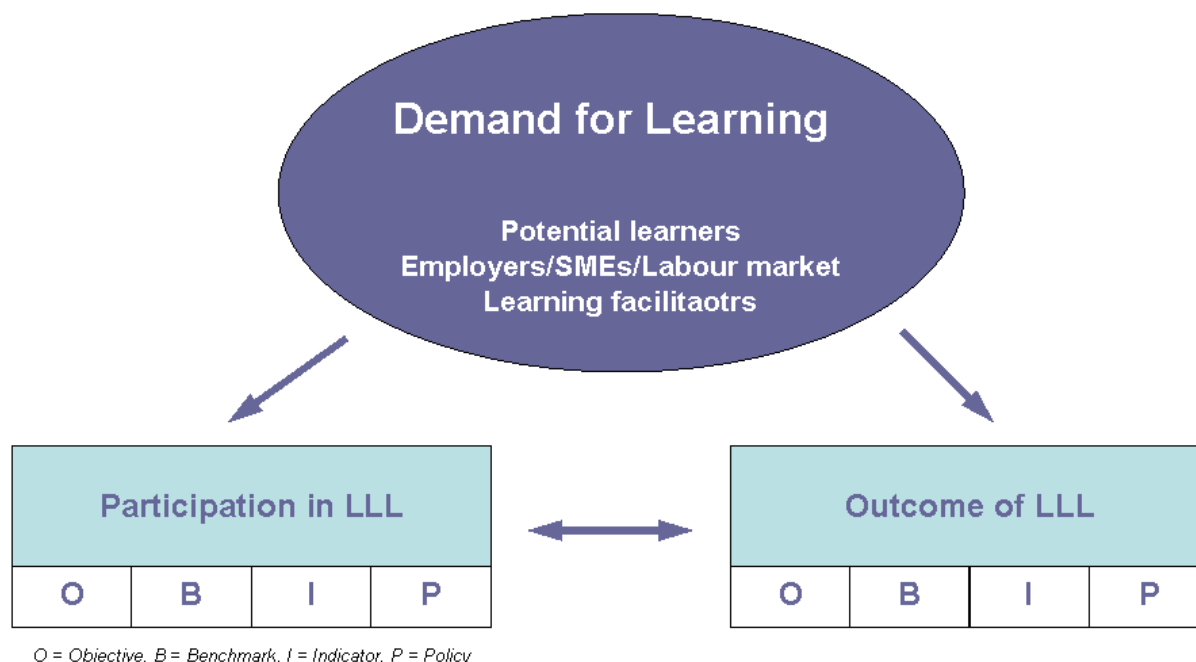 Demand for Learning
Potential learners
Employers/SMEs/Labour market
Learning facilitaotrs
Participation in LLL
Outcome of LLL
O B I P
O B I P
O = Objective, B = Benchmark, I = Indicator, P = Policy